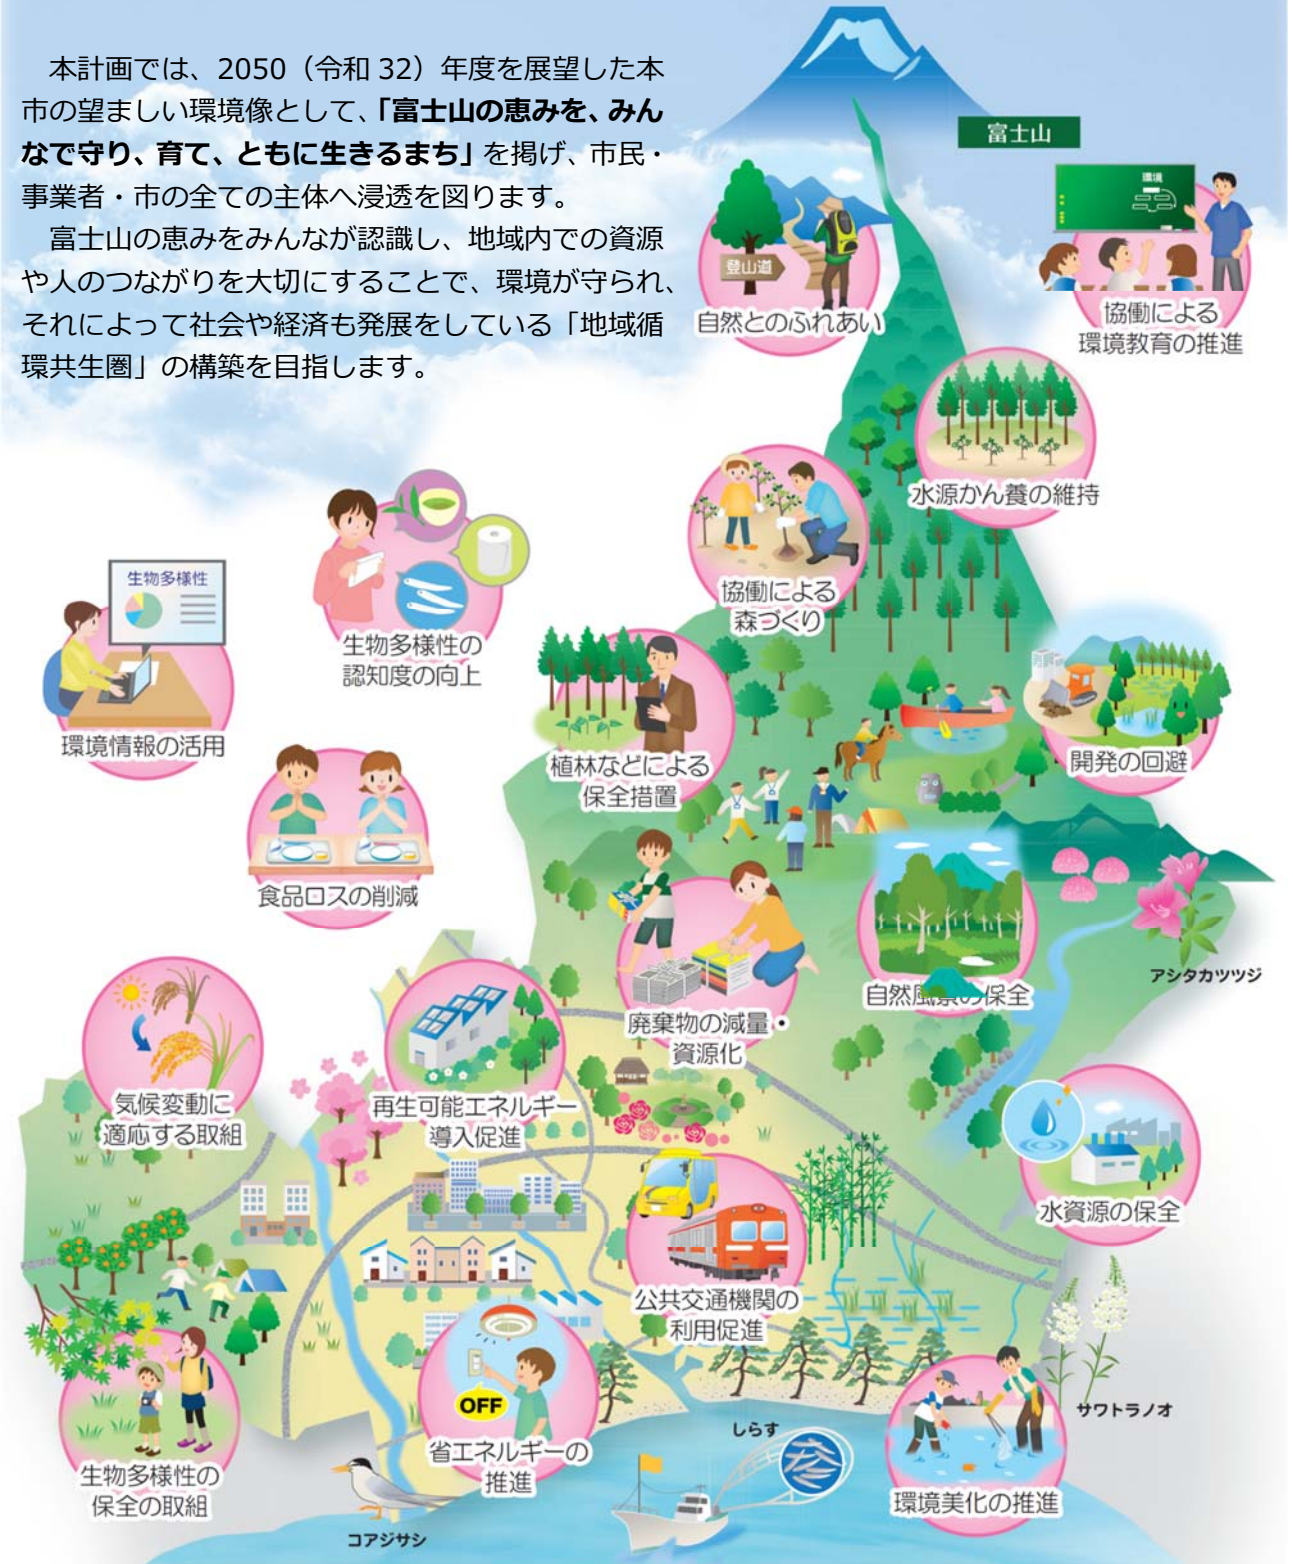 本計画では、2050（令和 32）年度を展望した本
市の望ましい環境像として、「富士山の恵みを、みん
なで守り、育て、ともに生きるまち」を掲げ、市民・
事業者・市の全ての主体へ浸透を図ります。
富士山の恵みをみんなが認識し、地域内での資源
や人のつながりを大切にすることで、環境が守られ、
それによって社会や経済も発展をしている「地域循
環共生圏」の構築を目指します。
富士山
環境
登山道
自然とのふれあい
協働による
環境教育の推進
水源かん養の維持
協働による
森づくり
生物多様性
環境情報の活用
生物多様性の
認知度の向上
植林などによる
保全措置
開発の回避
食品ロスの削減
廃棄物の減量・
資源化
自然風景の保全
アシタカツツジ
気候変動に
適応する取組
再生可能エネルギー
導入促進
水資源の保全
公共交通機関の
利用促進
OFF
省エネルギーの
推進
サワトラノオ
しらす
生物多様性の
保全の取組
環境美化の推進
コアジサシ